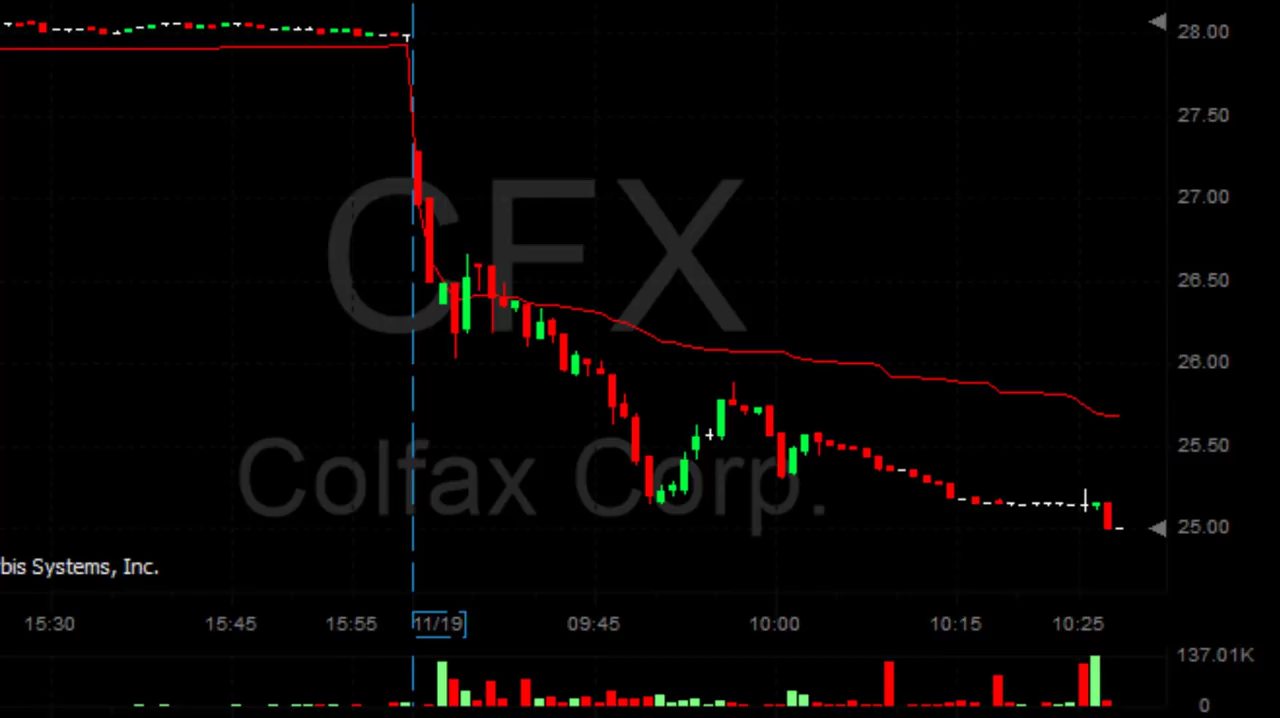 28.00
27.50
27.00
CFX
26.50
26.00
25.50
Colfax Corp.
25.00
bis Systems, Inc.
15:30 15:45 15:55 11/19 09:45 10:00 10:15 10:25
137.01K
0